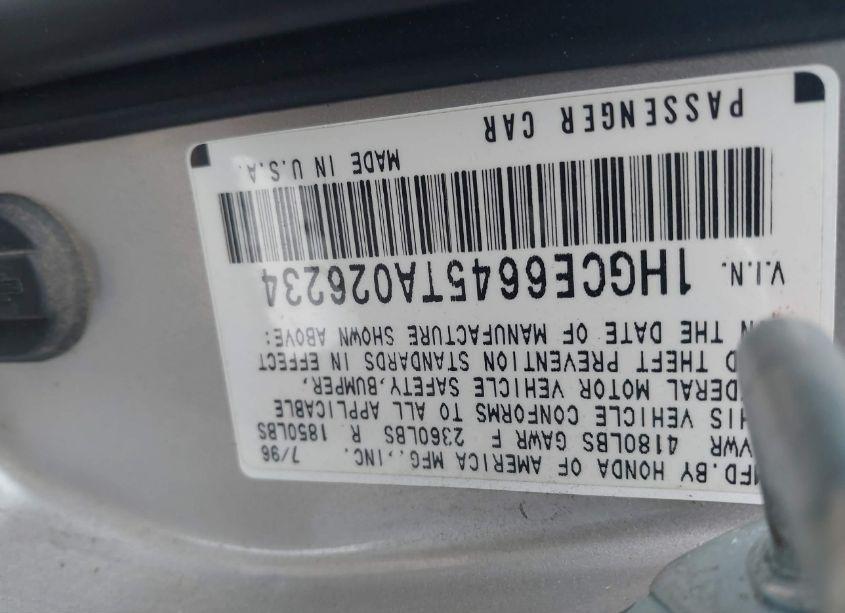 MFD.BY HONDA OF AMERICA MFG.,INC. 7/96
VWR 4180LBS GAWR F 2360LBS R 1850LBS
HIS VEHICLE CONFORMS TO ALL APPLICABLE
DERAL MOTOR VEHICLE SAFETY,BUMPER,
D THEFT PREVENTION STANDARDS IN EFFECT
N THE DATE OF MANUFACTURE SHOWN ABOVE:
V.I.N. 1HGCE6645TA026234
MADE IN U.S.A.
PASSENGER CAR